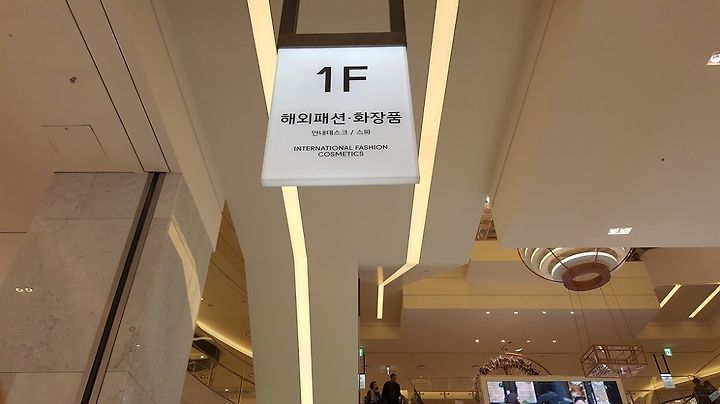 1F
해외패션·화장품
안내데스크 / 스파
INTERNATIONAL FASHION
COSMETICS